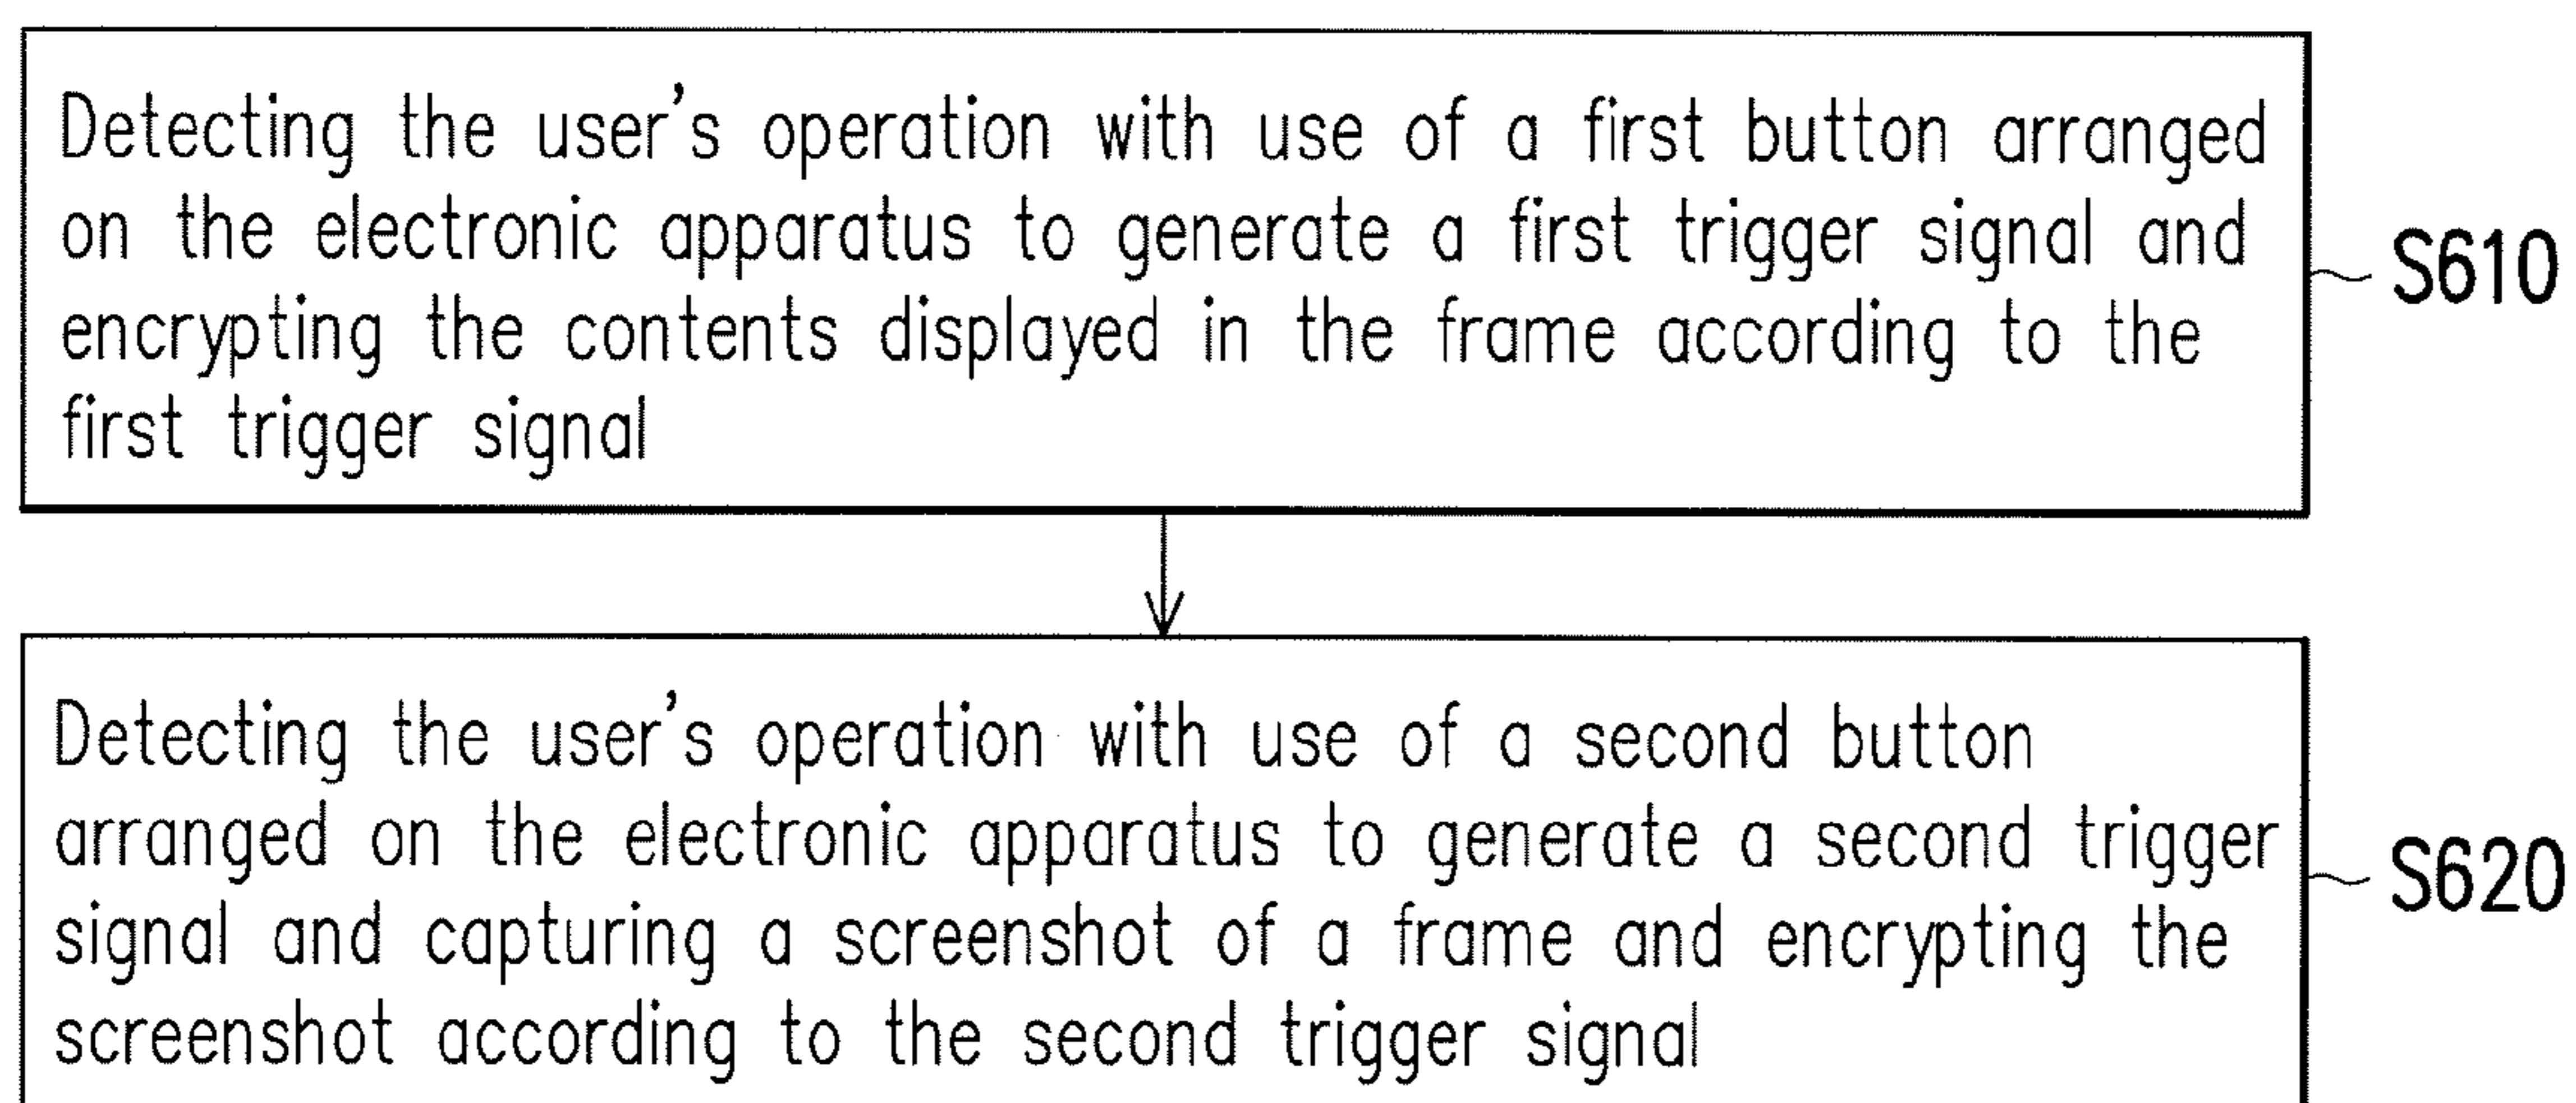 Detecting the user's operation with use of a first button arranged
on the electronic apparatus to generate a first trigger signal and
encrypting the contents displayed in the frame according to the
first trigger signal
S610
Detecting the user's operation with use of a second button
arranged on the electronic apparatus to generate a second trigger
signal and capturing a screenshot of a frame and encrypting the
screenshot according to the second trigger signal
S620